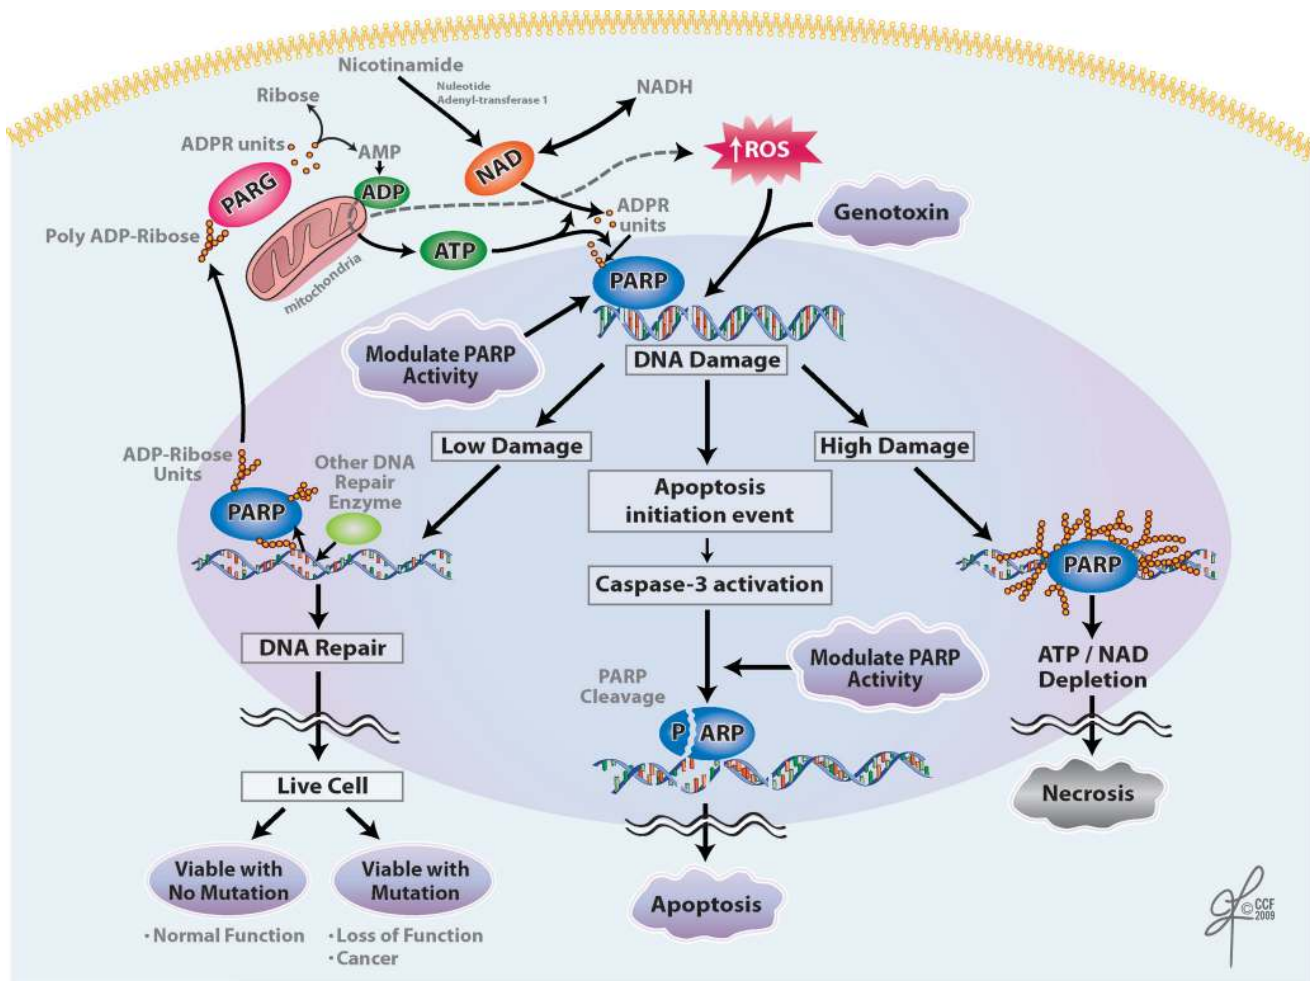 Nicotinamide
Nuleotide
Adenyl-transferase 1
NADH
Ribose
ADPR units
AMP
NAD
↑ROS
PARG
ADP
ADPR
units
Genotoxin
Poly ADP-Ribose
ATP
mitochondria
PARP
Modulate PARP
Activity
DNA Damage
Low Damage
High Damage
ADP-Ribose
Units
Other DNA
Repair
Enzyme
Apoptosis
initiation event
PARP
PARP
Caspase-3 activation
DNA Repair
Modulate PARP
Activity
ATP / NAD
Depletion
PARP
Cleavage
P ARP
Live Cell
Necrosis
Viable with
No Mutation
Viable with
Mutation
Apoptosis
· Normal Function
· Loss of Function
· Cancer
© CCF
2009